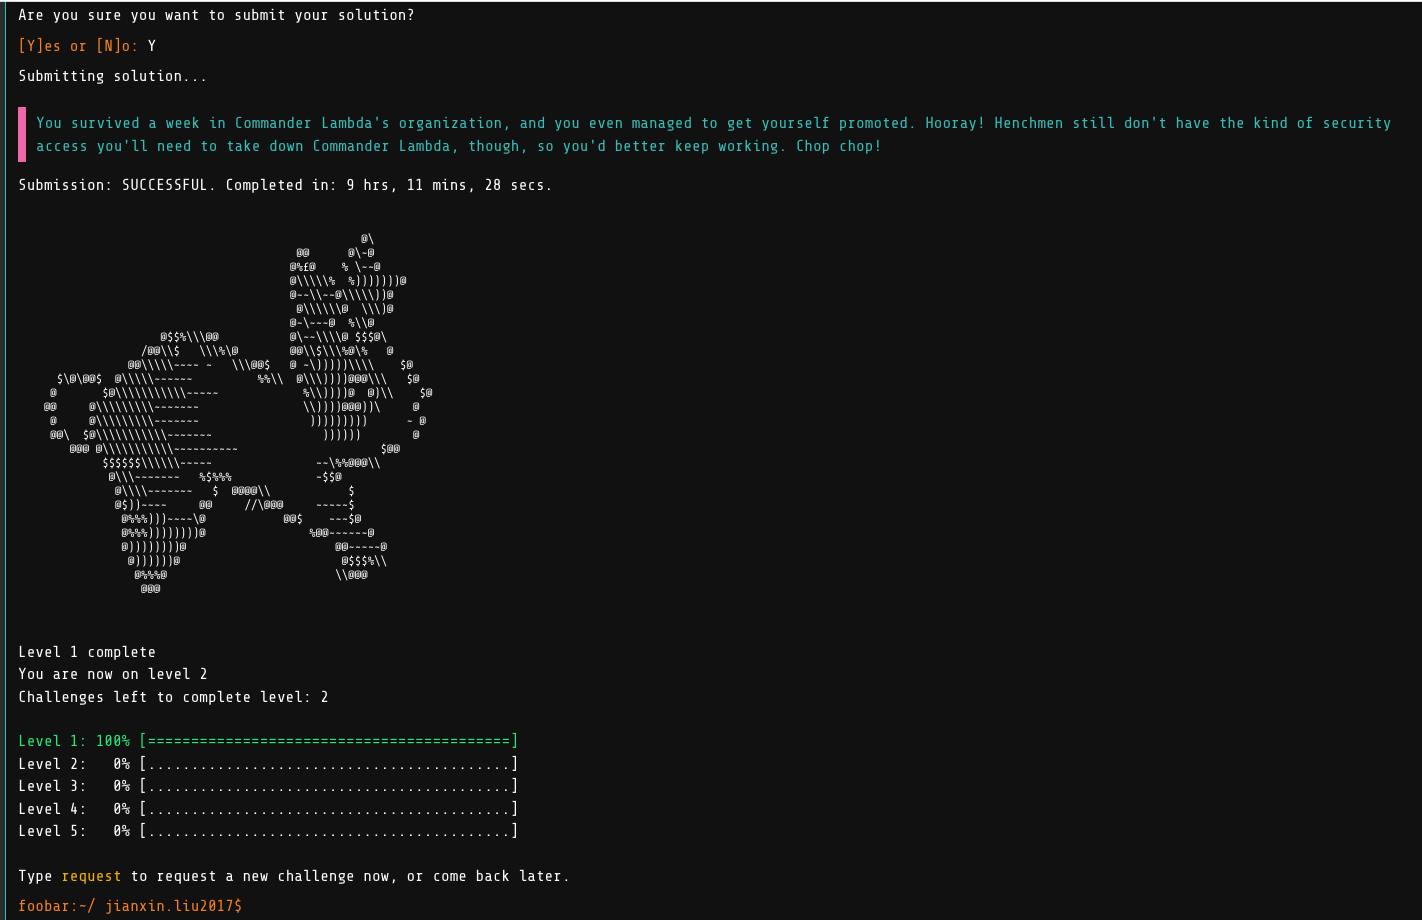 Are you sure you want to submit your solution?
[Y]es or [N]o: Y
Submitting solution...
You survived a week in Commander Lambda's organization, and you even managed to get yourself promoted. Hooray! Henchmen still don't have the kind of security
access you'll need to take down Commander Lambda, though, so you'd better keep working. Chop chop!
Submission: SUCCESSFUL. Completed in: 9 hrs, 11 mins, 28 secs.
Level 1 complete
You are now on level 2
Challenges left to complete level: 2
Level 1: 100% [==========================================]
Level 2:   0% [..........................................]
Level 3:   0% [..........................................]
Level 4:   0% [..........................................]
Level 5:   0% [..........................................]
Type request to request a new challenge now, or come back later.
foobar:~/ jianxin.liu2017$